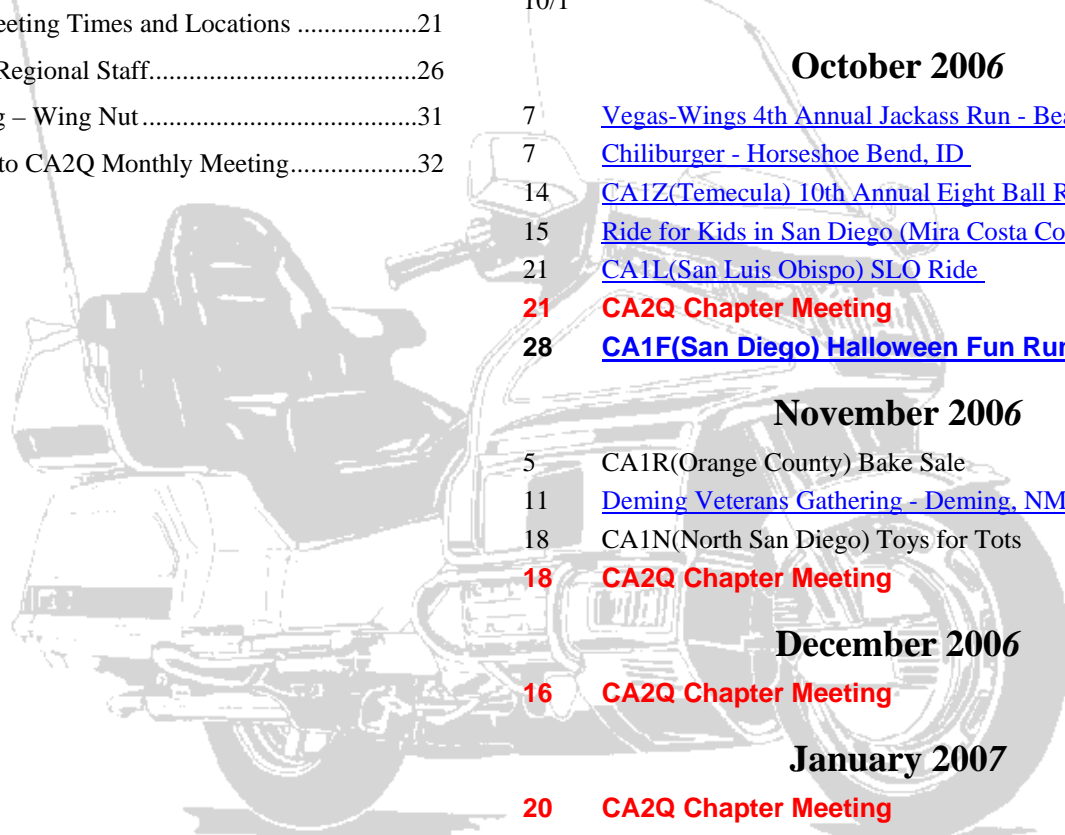 eeting Times and Locations ..................21
Regional Staff.........................................26
g – Wing Nut..........................................31
to CA2Q Monthly Meeting...................32
10/1
October 2006
7 Vegas-Wings 4th Annual Jackass Run - Bea
7 Chiliburger - Horseshoe Bend, ID
14 CA1Z(Temecula) 10th Annual Eight Ball R
15 Ride for Kids in San Diego (Mira Costa Co
21 CA1L(San Luis Obispo) SLO Ride
21 CA2Q Chapter Meeting
28 CA1F(San Diego) Halloween Fun Run
November 2006
5 CA1R(Orange County) Bake Sale
11 Deming Veterans Gathering - Deming, NM
18 CA1N(North San Diego) Toys for Tots
18 CA2Q Chapter Meeting
December 2006
16 CA2Q Chapter Meeting
January 2007
20 CA2Q Chapter Meeting